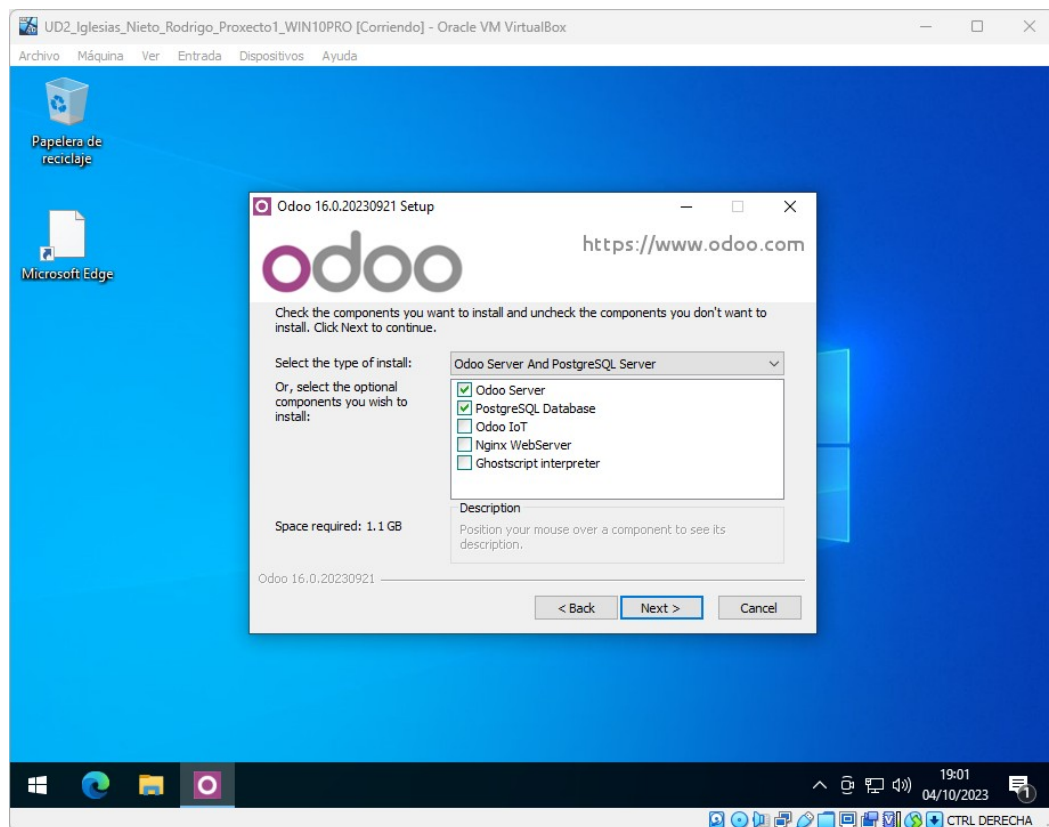 UD2_Iglesias_Nieto_Rodrigo_Proxecto1_WIN10PRO [Corriendo] - Oracle VM VirtualBox
Archivo Máquina Ver Entrada Dispositivos Ayuda
Papelera de
reciclaje
Microsoft Edge
Odoo 16.0.20230921 Setup
odoo
https://www.odoo.com
Check the components you want to install and uncheck the components you don't want to
install. Click Next to continue.
Select the type of install:
Odoo Server And PostgreSQL Server
Or, select the optional
components you wish to
install:
Odoo Server
PostgreSQL Database
Odoo IoT
Nginx WebServer
Ghostscript interpreter
Space required: 1.1 GB
Description
Position your mouse over a component to see its
description.
Odoo 16.0.20230921
< Back Next > Cancel
19:01
04/10/2023
1
CTRL DERECHA